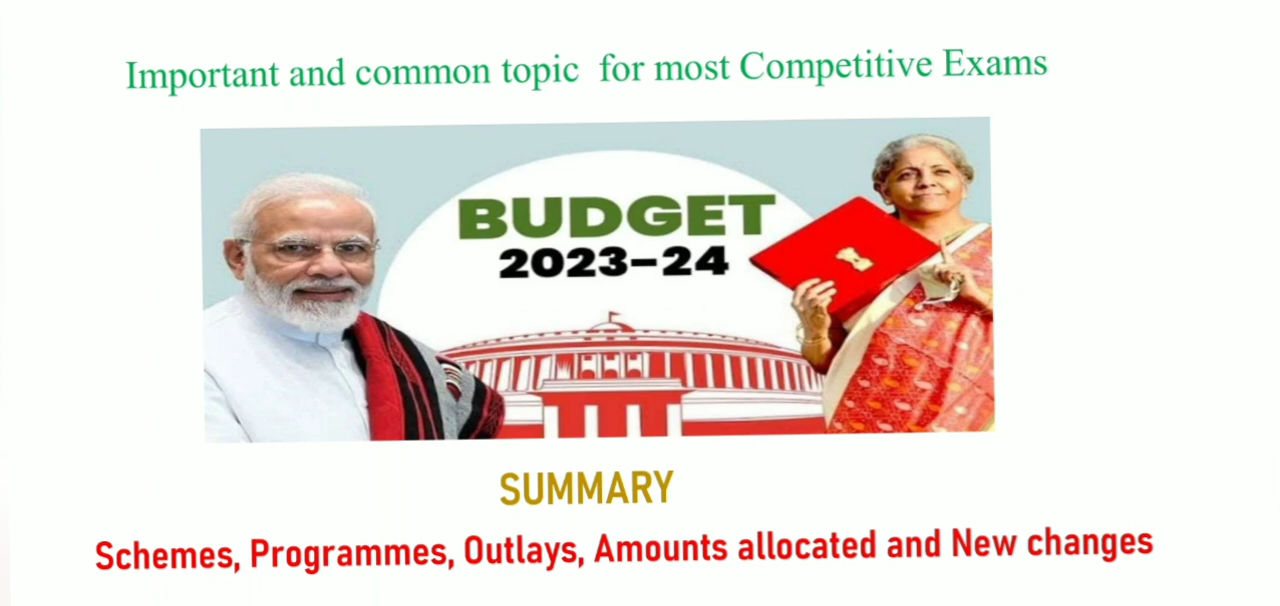 Important and common topic for most Competitive Exams
BUDGET
2023-24
SUMMARY
Schemes, Programmes, Outlays, Amounts allocated and New changes